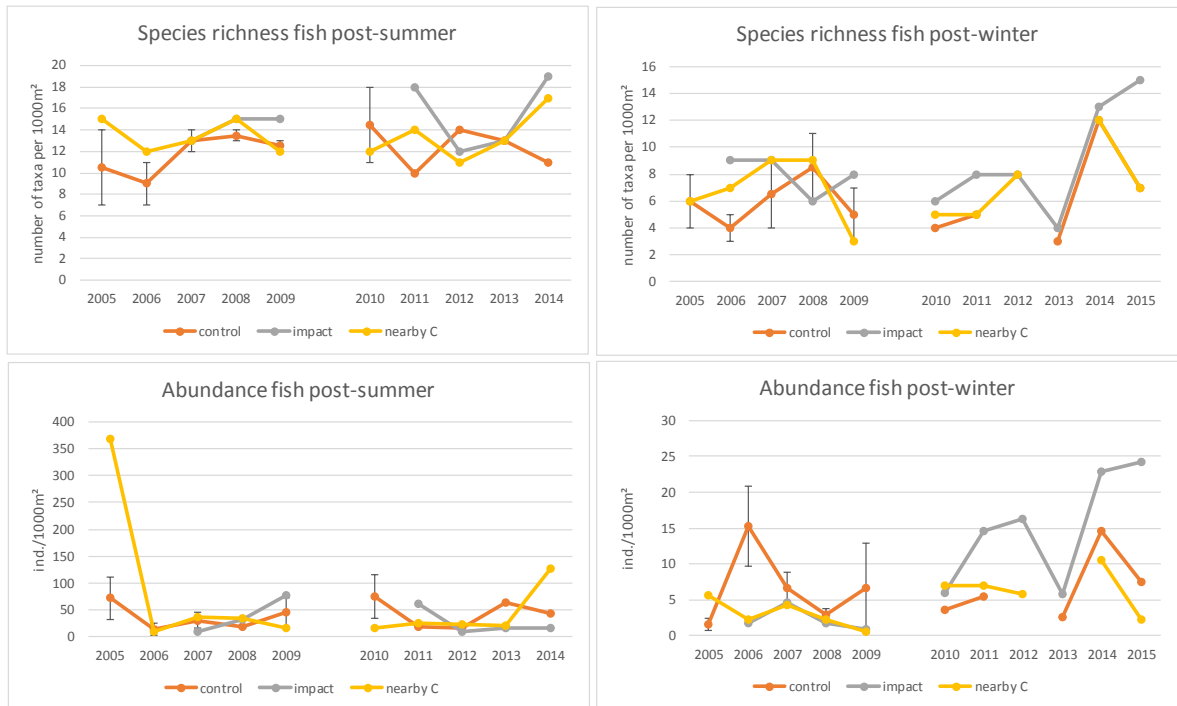 Species richness fish post-summer
number of taxa per 1000m²
20
18
16
14
12
10
8
6
4
2
0
2005 2006 2007 2008 2009 2010 2011 2012 2013 2014
control impact nearby C
Species richness fish post-winter
number of taxa per 1000m²
16
14
12
10
8
6
4
2
0
2005 2006 2007 2008 2009 2010 2011 2012 2013 2014 2015
control impact nearby C
Abundance fish post-summer
ind./1000m²
400
350
300
250
200
150
100
50
0
2005 2006 2007 2008 2009 2010 2011 2012 2013 2014
control impact nearby C
Abundance fish post-winter
ind./1000m²
30
25
20
15
10
5
0
2005 2006 2007 2008 2009 2010 2011 2012 2013 2014 2015
control impact nearby C